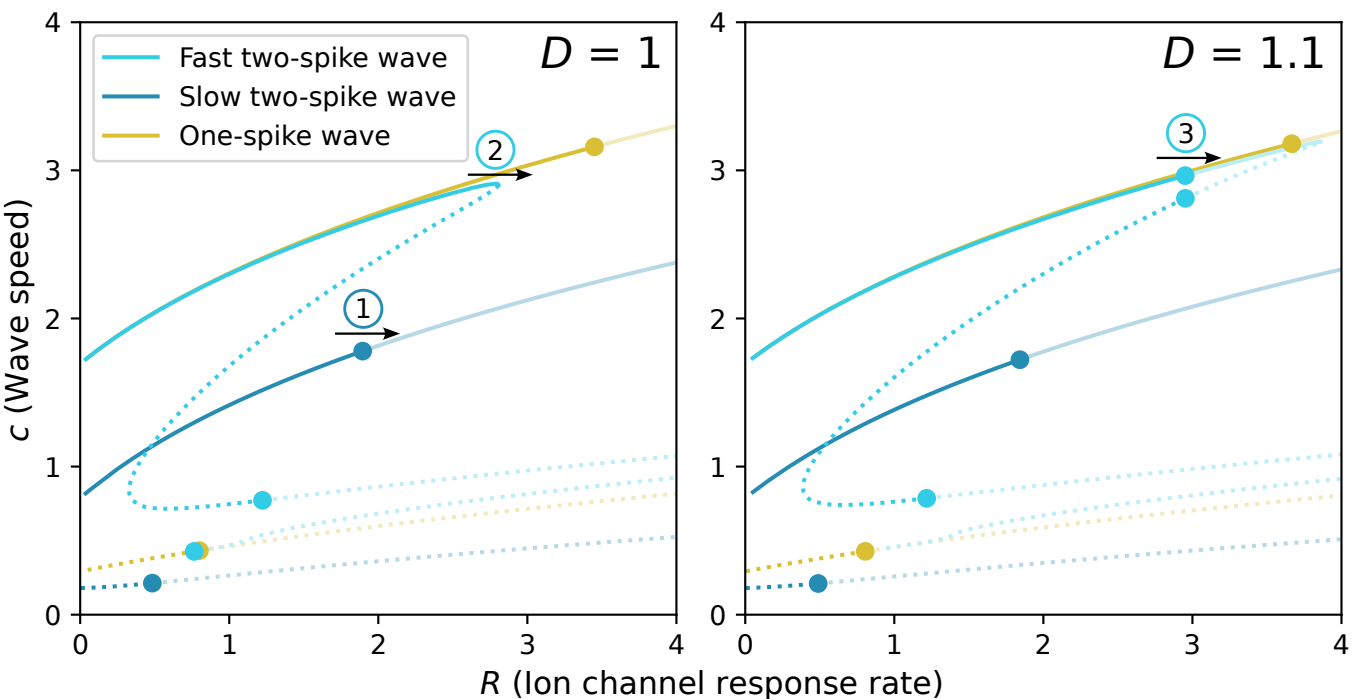 D = 1
D = 1.1
Fast two-spike wave
Slow two-spike wave
One-spike wave
2
3
1
4
3
2
1
0
4
3
2
1
0
0 1 2 3 4
0 1 2 3 4
c (Wave speed)
R (Ion channel response rate)